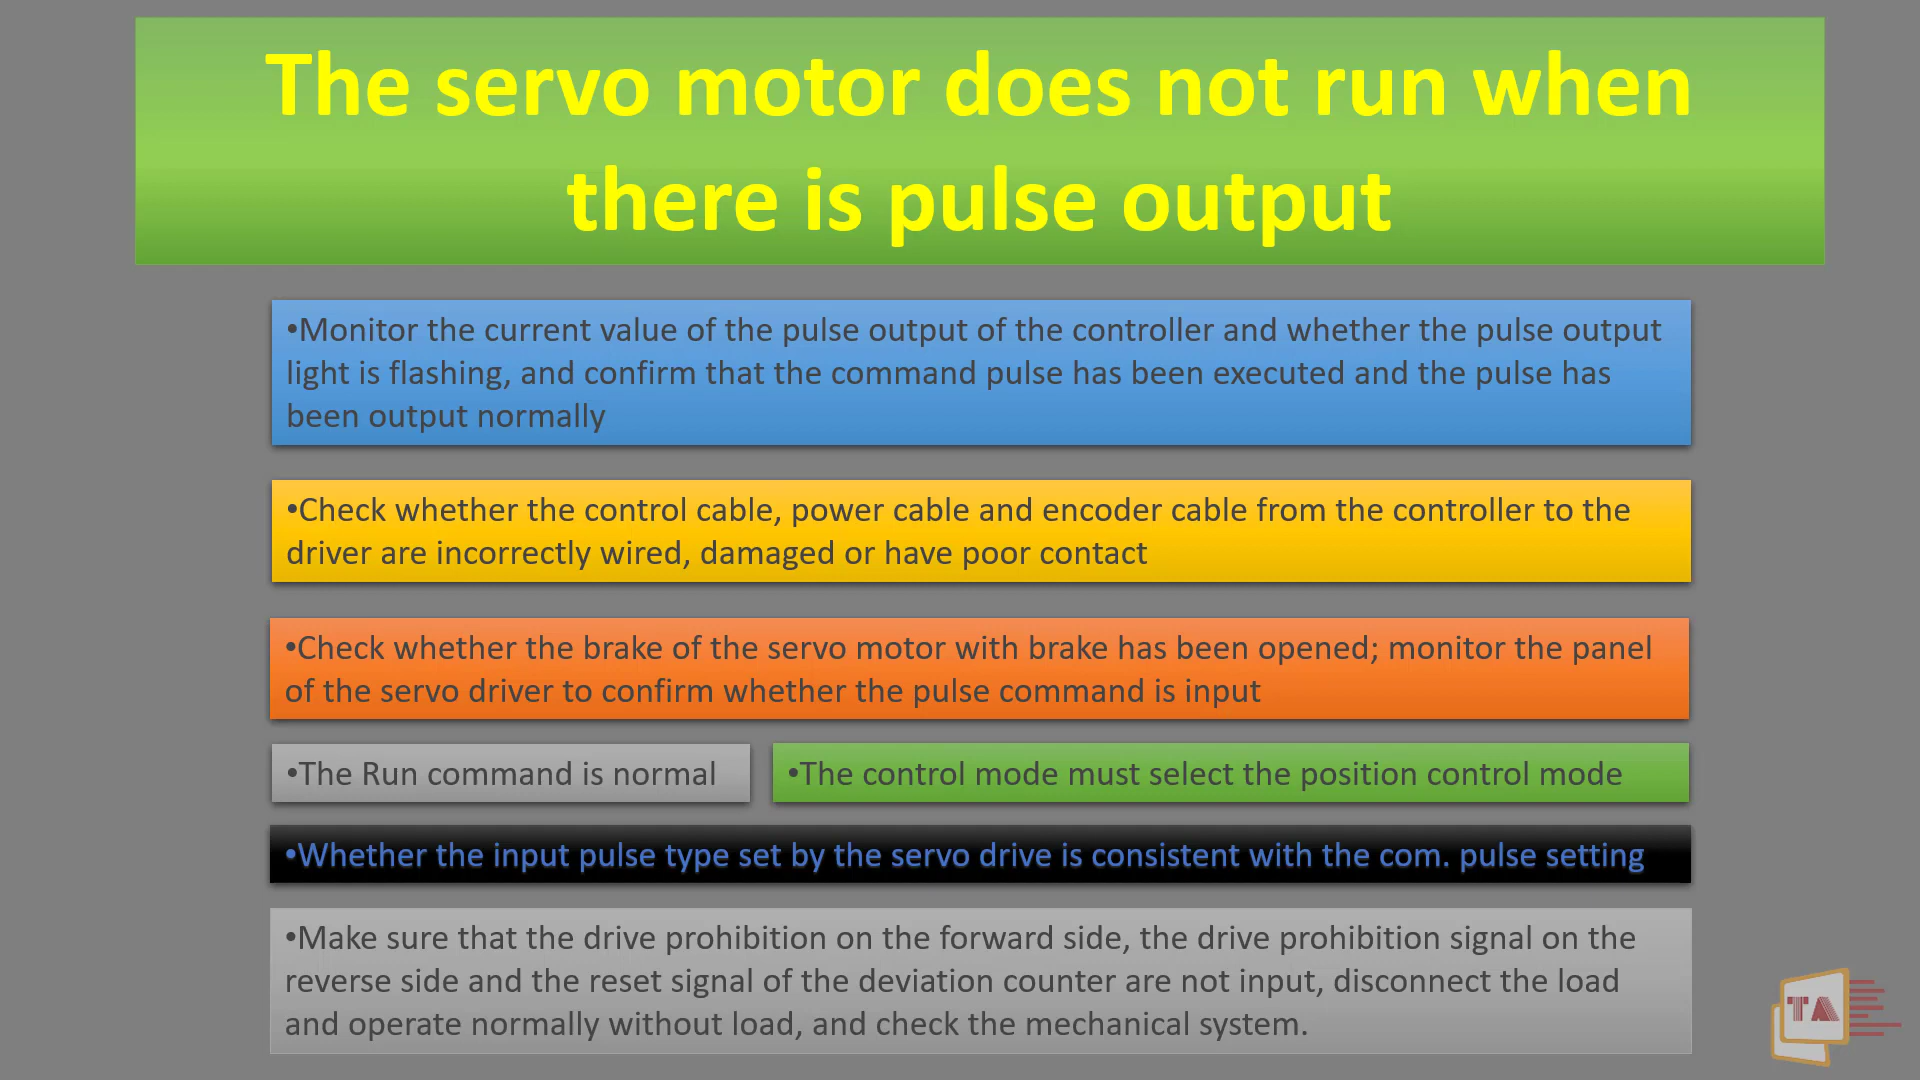 The servo motor does not run when
there is pulse output
•Monitor the current value of the pulse output of the controller and whether the pulse output
light is flashing, and confirm that the command pulse has been executed and the pulse has
been output normally
•Check whether the control cable, power cable and encoder cable from the controller to the
driver are incorrectly wired, damaged or have poor contact
•Check whether the brake of the servo motor with brake has been opened; monitor the panel
of the servo driver to confirm whether the pulse command is input
•The Run command is normal
•The control mode must select the position control mode
•Whether the input pulse type set by the servo drive is consistent with the com. pulse setting
•Make sure that the drive prohibition on the forward side, the drive prohibition signal on the
reverse side and the reset signal of the deviation counter are not input, disconnect the load
and operate normally without load, and check the mechanical system.
TA